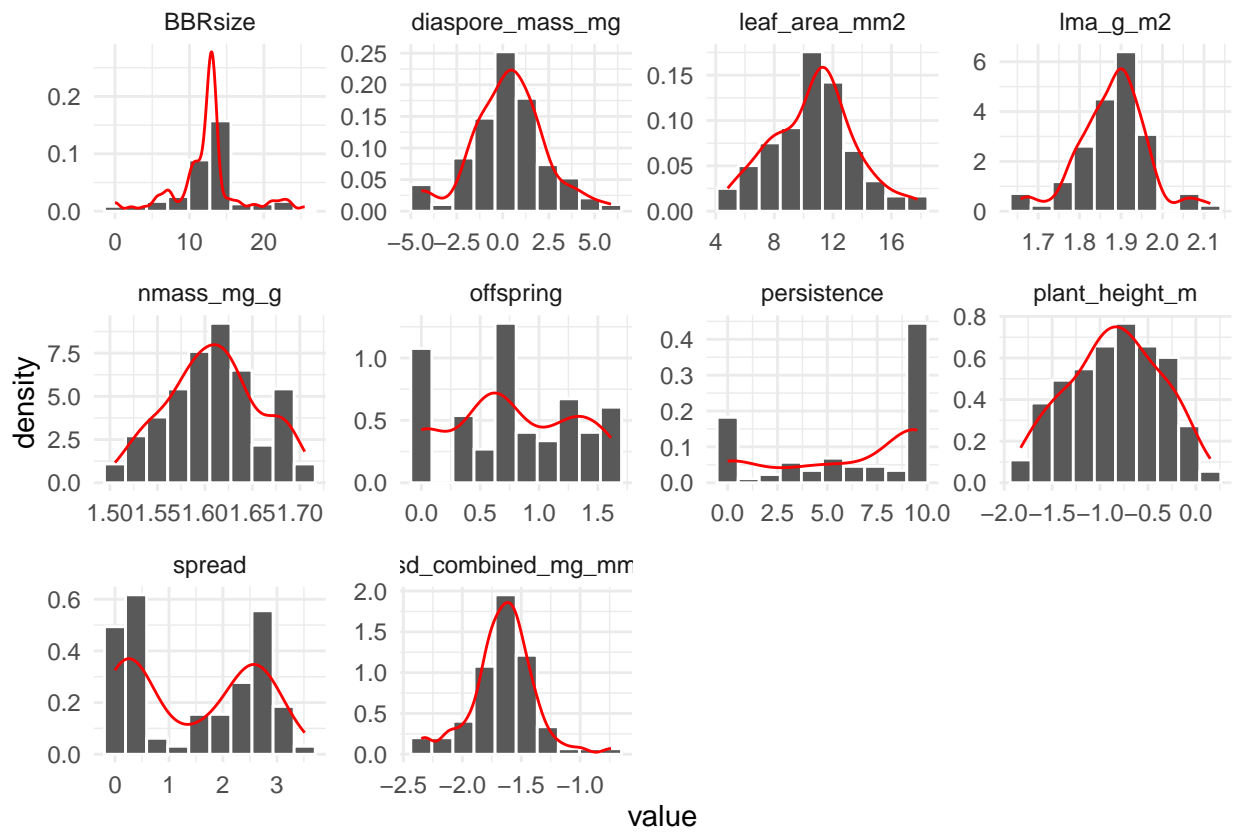 BBRsize
diaspore_mass_mg
leaf_area_mm2
lma_g_m2
0.2
0.1
0.0
0 10 20
0.25
0.20
0.15
0.10
0.05
0.00
−5.0 −2.5 0.0 2.5 5.0
0.15
0.10
0.05
0.00
4 8 12 16
6
4
2
0
1.7 1.8 1.9 2.0 2.1
nmass_mg_g
offspring
persistence
plant_height_m
7.5
5.0
2.5
0.0
1.50 1.55 1.60 1.65 1.70
1.0
0.5
0.0
0.0 0.5 1.0 1.5
0.4
0.3
0.2
0.1
0.0
0.0 2.5 5.0 7.5 10.0
0.8
0.6
0.4
0.2
0.0
−2.0 −1.5 −1.0 −0.5 0.0
density
spread
sd_combined_mg_mm
0.6
0.4
0.2
0.0
0 1 2 3
2.0
1.5
1.0
0.5
0.0
−2.5 −2.0 −1.5 −1.0
value